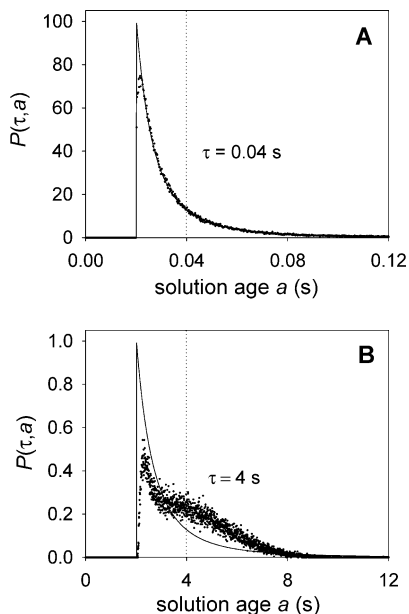 A
100
80
60
40
20
0
P(τ,a)
τ = 0.04 s
0.00 0.04 0.08 0.12
solution age a (s)
B
1.0
0.8
0.6
0.4
0.2
0.0
P(τ,a)
τ = 4 s
0 4 8 12
solution age a (s)